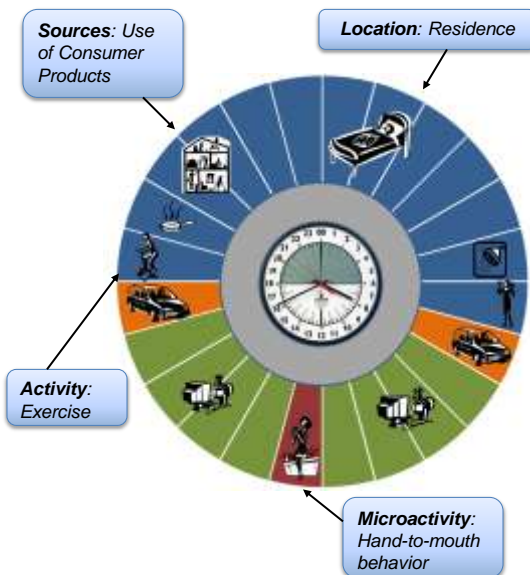 Sources: Use
of Consumer
Products
Location: Residence
Activity:
Exercise
Microactivity:
Hand-to-mouth
behavior